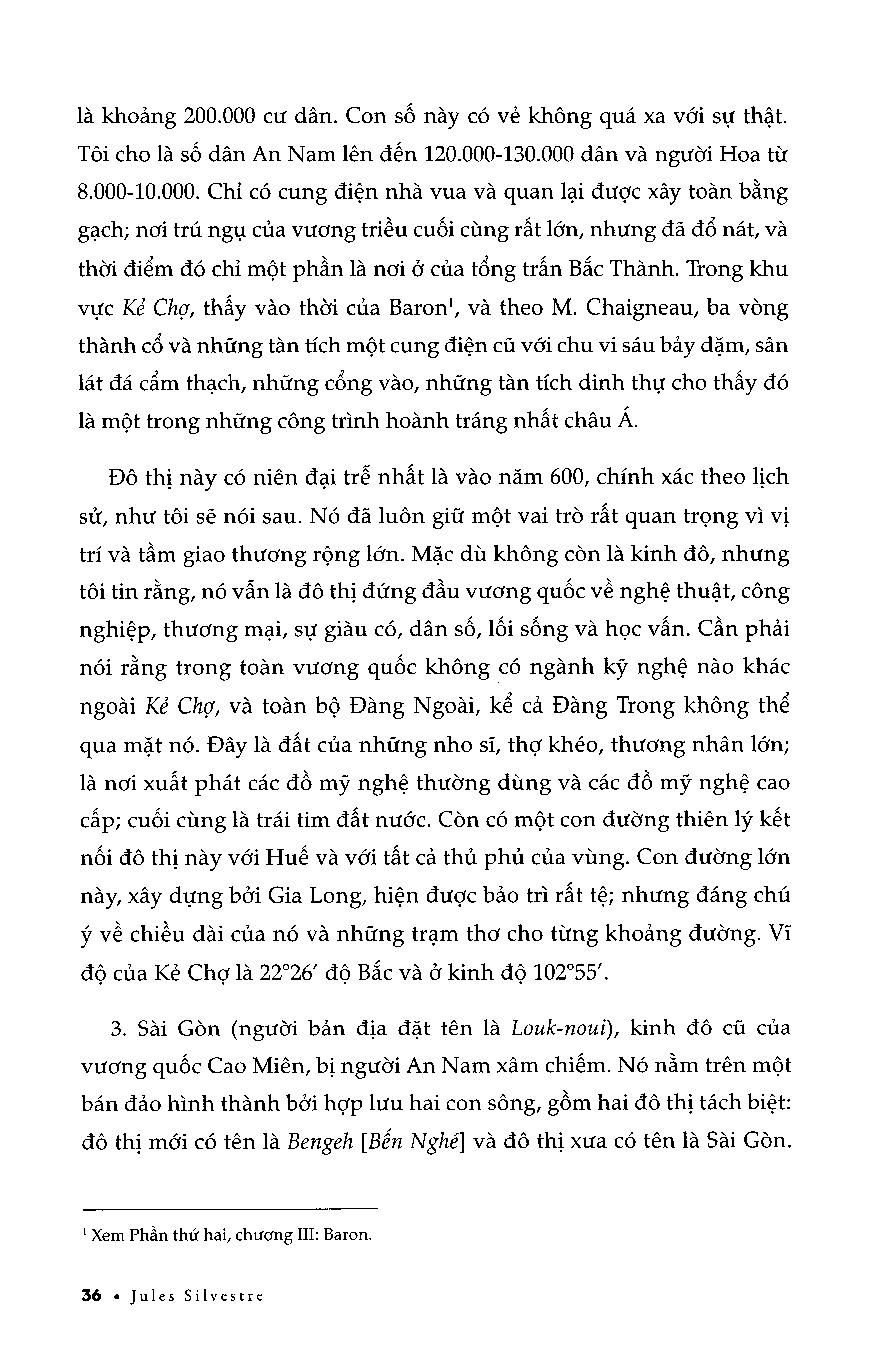 là khoảng 200.000 cư dân. Con số này có vẻ không quá xa với sự thật.
Tôi cho là số dân An Nam lên đến 120.000-130.000 dân và người Hoa từ
8.000-10.000. Chỉ có cung điện nhà vua và quan lại được xây toàn bằng
gạch; nơi trú ngụ của vương triều cuối cùng rất lớn, nhưng đã đổ nát, và
thời điểm đó chỉ một phần là nơi ở của tổng trấn Bắc Thành. Trong khu
vực Kẻ Chợ, thấy vào thời của Baron¹, và theo M. Chaigneau, ba vòng
thành cổ và những tàn tích một cung điện cũ với chu vi sáu bảy dặm, sân
lát đá cẩm thạch, những cổng vào, những tàn tích dinh thự cho thấy đó
là một trong những công trình hoành tráng nhất châu Á.
Đô thị này có niên đại trễ nhất là vào năm 600, chính xác theo lịch
sử, như tôi sẽ nói sau. Nó đã luôn giữ một vai trò rất quan trọng vì vị
trí và tầm giao thương rộng lớn. Mặc dù không còn là kinh đô, nhưng
tôi tin rằng, nó vẫn là đô thị đứng đầu vương quốc về nghệ thuật, công
nghiệp, thương mại, sự giàu có, dân số, lối sống và học vấn. Cần phải
nói rằng trong toàn vương quốc không có ngành kỹ nghệ nào khác
ngoài Kẻ Chợ, và toàn bộ Đàng Ngoài, kể cả Đàng Trong không thể
qua mặt nó. Đây là đất của những nho sĩ, thợ khéo, thương nhân lớn;
là nơi xuất phát các đồ mỹ nghệ thường dùng và các đồ mỹ nghệ cao
cấp; cuối cùng là trái tim đất nước. Còn có một con đường thiên lý kết
nối đô thị này với Huế và với tất cả thủ phủ của vùng. Con đường lớn
này, xây dựng bởi Gia Long, hiện được bảo trì rất tệ; nhưng đáng chú
ý về chiều dài của nó và những trạm thơ cho từng khoảng đường. Vĩ
độ của Kẻ Chợ là 22°26′ độ Bắc và ở kinh độ 102°55′.
3. Sài Gòn (người bản địa đặt tên là Louk-noui), kinh đô cũ của
vương quốc Cao Miên, bị người An Nam xâm chiếm. Nó nằm trên một
bán đảo hình thành bởi hợp lưu hai con sông, gồm hai đô thị tách biệt:
đô thị mới có tên là Bengeh [Bến Nghé] và đô thị xưa có tên là Sài Gòn.
¹ Xem Phần thứ hai, chương III: Baron.
36 • Jules Silvestre